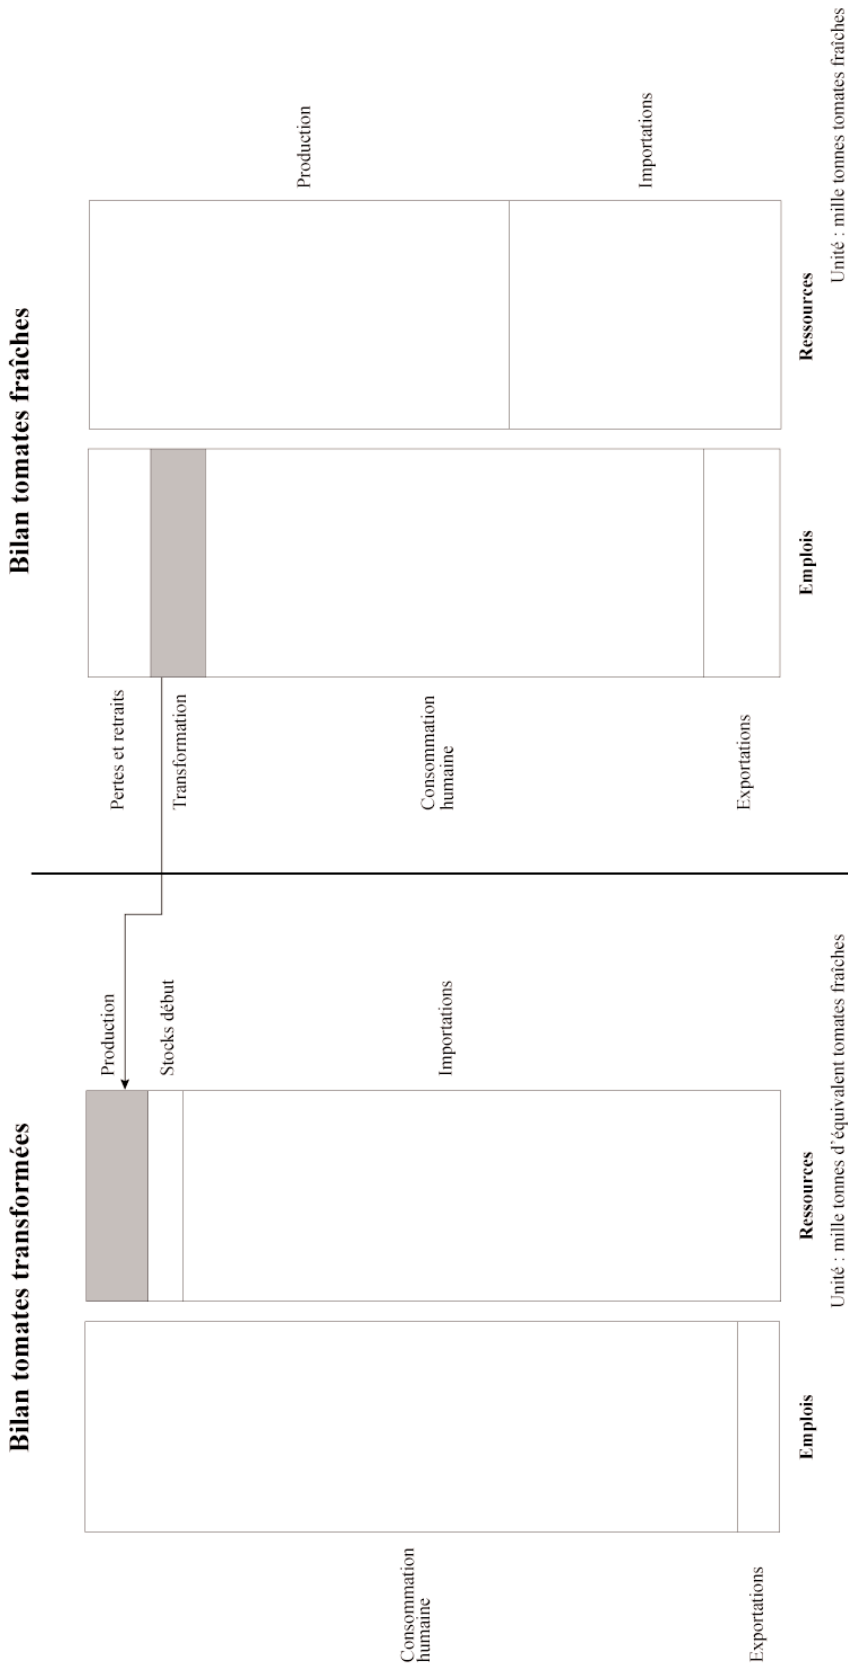 Bilan tomates transformées
Production
Stocks début
Importations
Consommation
humaine
Exportations
Emplois
Ressources
Unité : mille tonnes d'équivalent tomates fraîches
Bilan tomates fraîches
Pertes et retraits
Transformation
Consommation
humaine
Exportations
Production
Importations
Emplois
Ressources
Unité : mille tonnes tomates fraîches